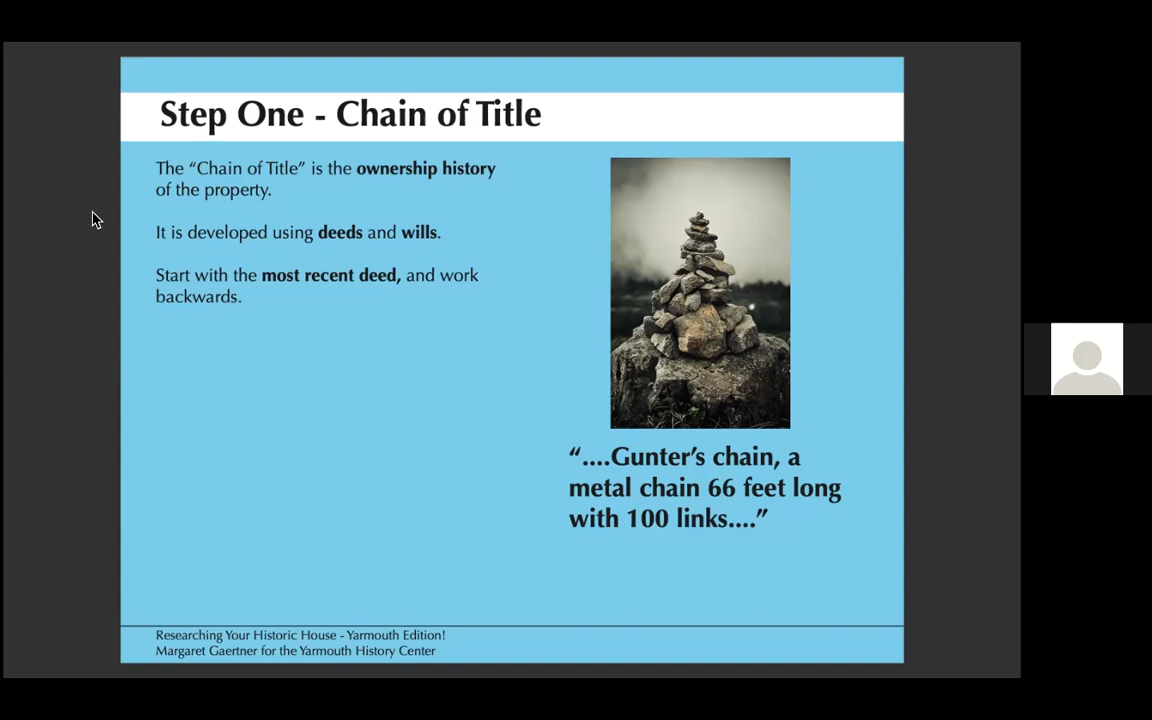 Step One - Chain of Title
The “Chain of Title” is the ownership history
of the property.
It is developed using deeds and wills.
Start with the most recent deed, and work
backwards.
“....Gunter’s chain, a
metal chain 66 feet long
with 100 links....”
Researching Your Historic House - Yarmouth Edition!
Margaret Gaertner for the Yarmouth History Center